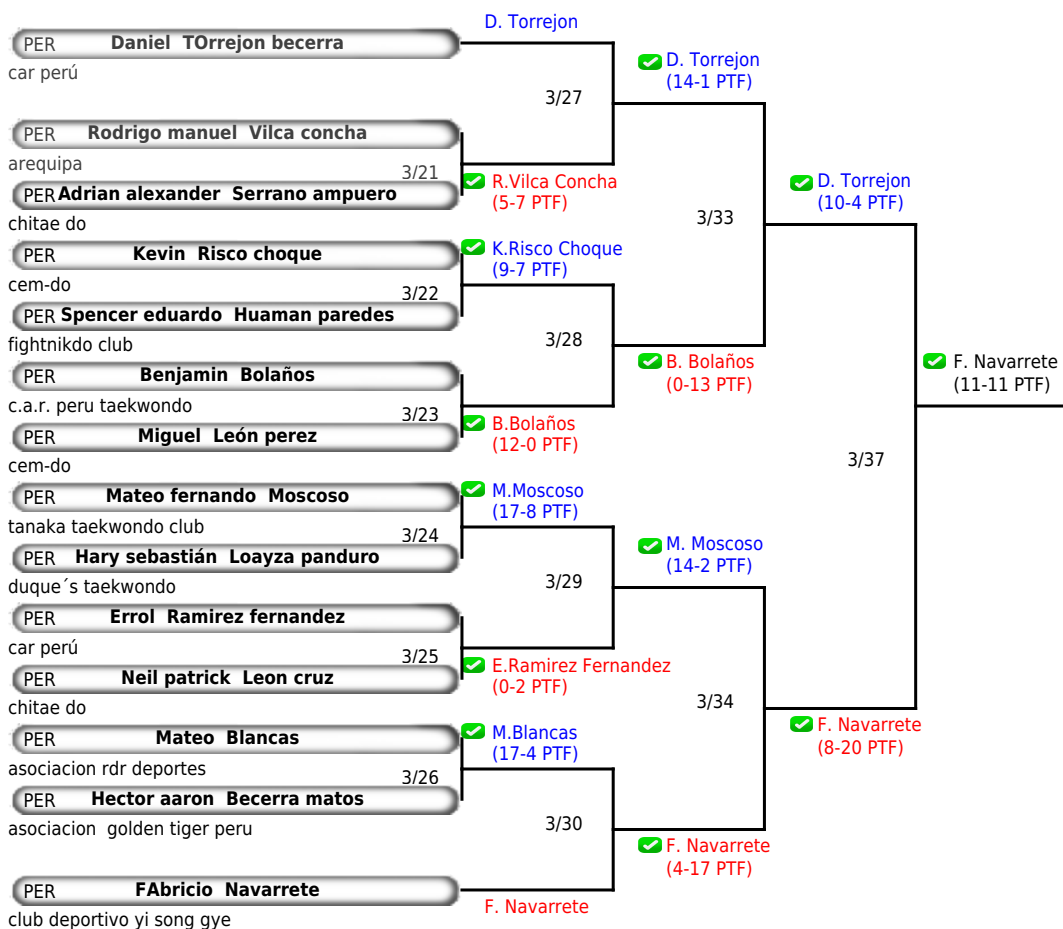 D. Torrejon
PER Daniel TOrrejon becerra
car perú
D. Torrejon
(14-1 PTF)
3/27
PER Rodrigo manuel Vilca concha
arequipa
3/21
PER Adrian alexander Serrano ampuero
chitae do
R.Vilca Concha
(5-7 PTF)
D. Torrejon
(10-4 PTF)
3/33
PER Kevin Risco choque
cem-do
K.Risco Choque
(9-7 PTF)
3/22
PER Spencer eduardo Huaman paredes
fightnikdo club
3/28
B. Bolaños
(0-13 PTF)
F. Navarrete
(11-11 PTF)
PER Benjamin Bolaños
c.a.r. peru taekwondo
3/23
PER Miguel León perez
cem-do
B.Bolaños
(12-0 PTF)
3/37
PER Mateo fernando Moscoso
tanaka taekwondo club
M.Moscoso
(17-8 PTF)
3/24
PER Hary sebastián Loayza panduro
duque´s taekwondo
M. Moscoso
(14-2 PTF)
3/29
PER Errol Ramirez fernandez
car perú
3/25
PER Neil patrick Leon cruz
chitae do
E.Ramirez Fernandez
(0-2 PTF)
3/34
PER Mateo Blancas
asociacion rdr deportes
M.Blancas
(17-4 PTF)
F. Navarrete
(8-20 PTF)
3/26
PER Hector aaron Becerra matos
asociacion golden tiger peru
3/30
F. Navarrete
(4-17 PTF)
PER FAbricio Navarrete
club deportivo yi song gye
F. Navarrete